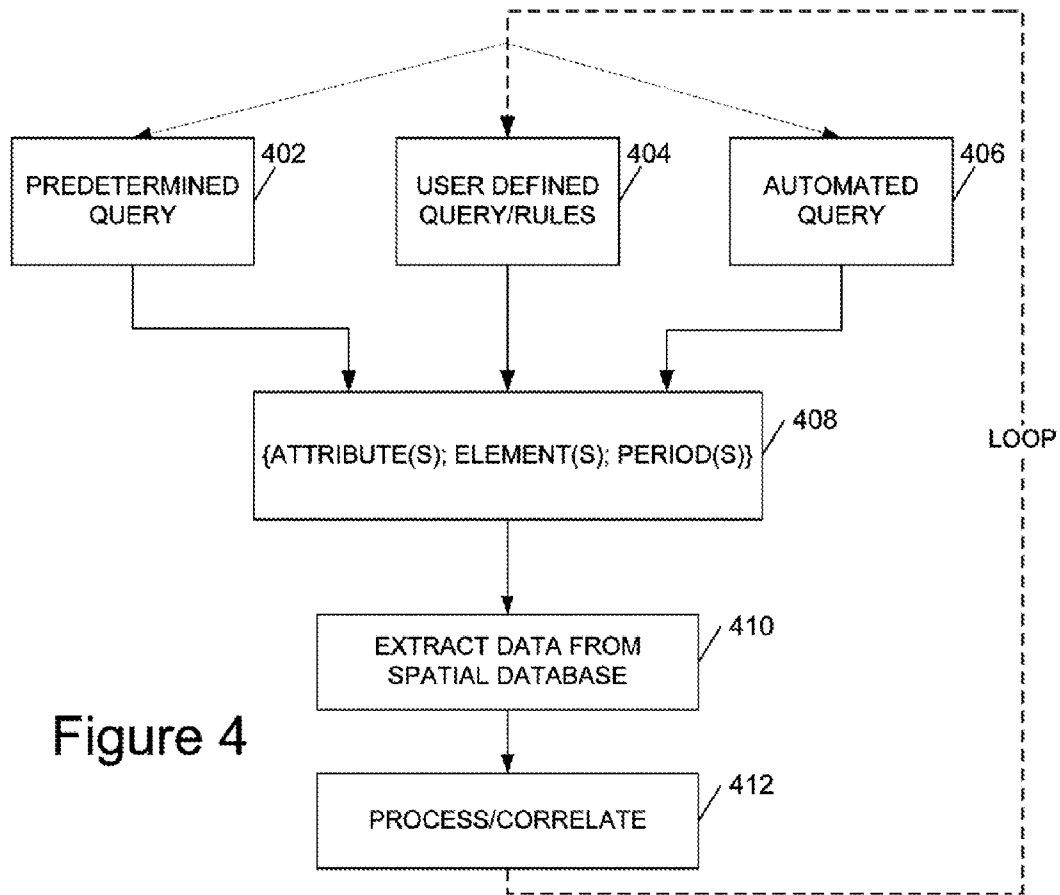 402
PREDETERMINED
QUERY
404
USER DEFINED
QUERY/RULES
406
AUTOMATED
QUERY
408
{ATTRIBUTE(S); ELEMENT(S); PERIOD(S)}
LOOP
410
EXTRACT DATA FROM
SPATIAL DATABASE
Figure 4
412
PROCESS/CORRELATE